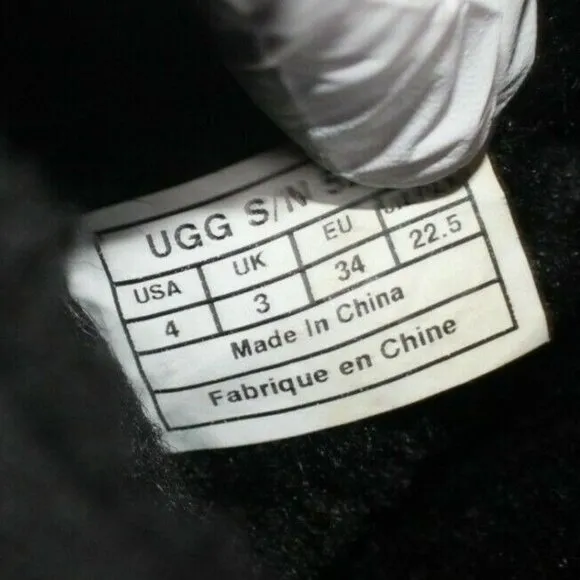 UGG S/N
USA UK EU
4 3 34 22.5
Made In China
Fabrique en Chine